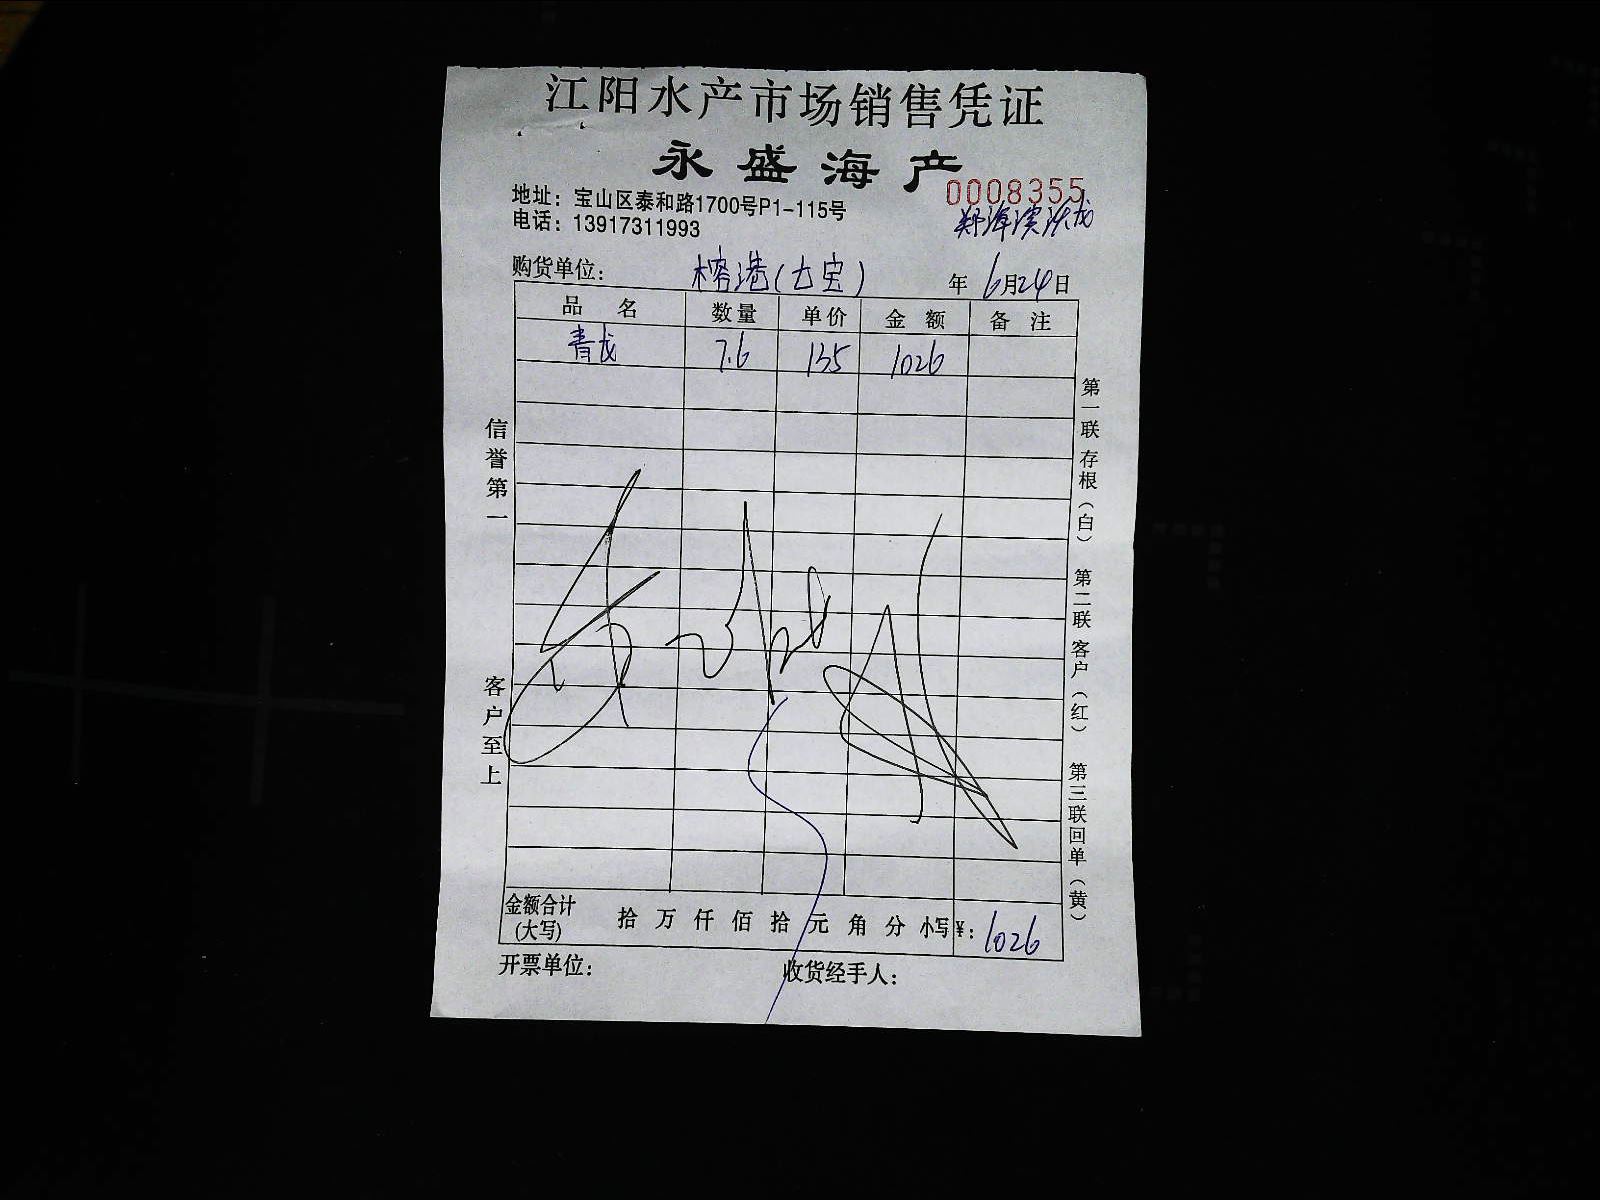 江阳水产市场销售凭证
永盛海产
0008355
地址：宝山区泰和路1700号P1-115号
电话：13917311993
购货单位：榕港(大宝) 年6月24日
品名 数量 单价 金额 备注
青龙 7.6 135 1026
信誉第一 客户至上
第一联存根（白） 第二联客户（红） 第三联回单（黄）
金额合计(大写) 拾 万 仟 佰 拾 元 角 分 小写¥：1026
开票单位： 收货经手人：